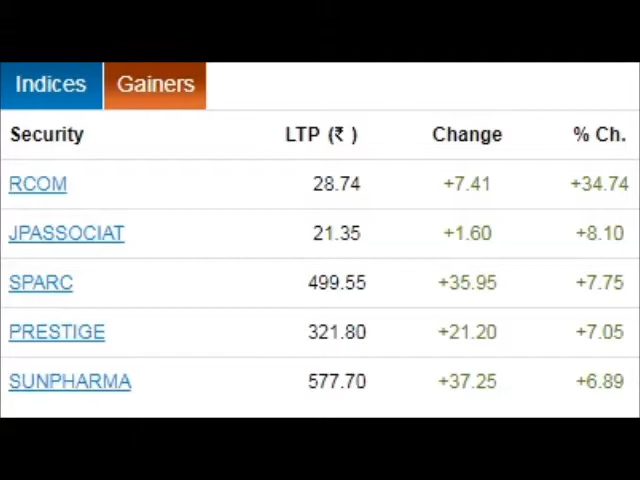 Indices Gainers
Security LTP (₹ ) Change % Ch.
RCOM 28.74 +7.41 +34.74
JPASSOCIAT 21.35 +1.60 +8.10
SPARC 499.55 +35.95 +7.75
PRESTIGE 321.80 +21.20 +7.05
SUNPHARMA 577.70 +37.25 +6.89